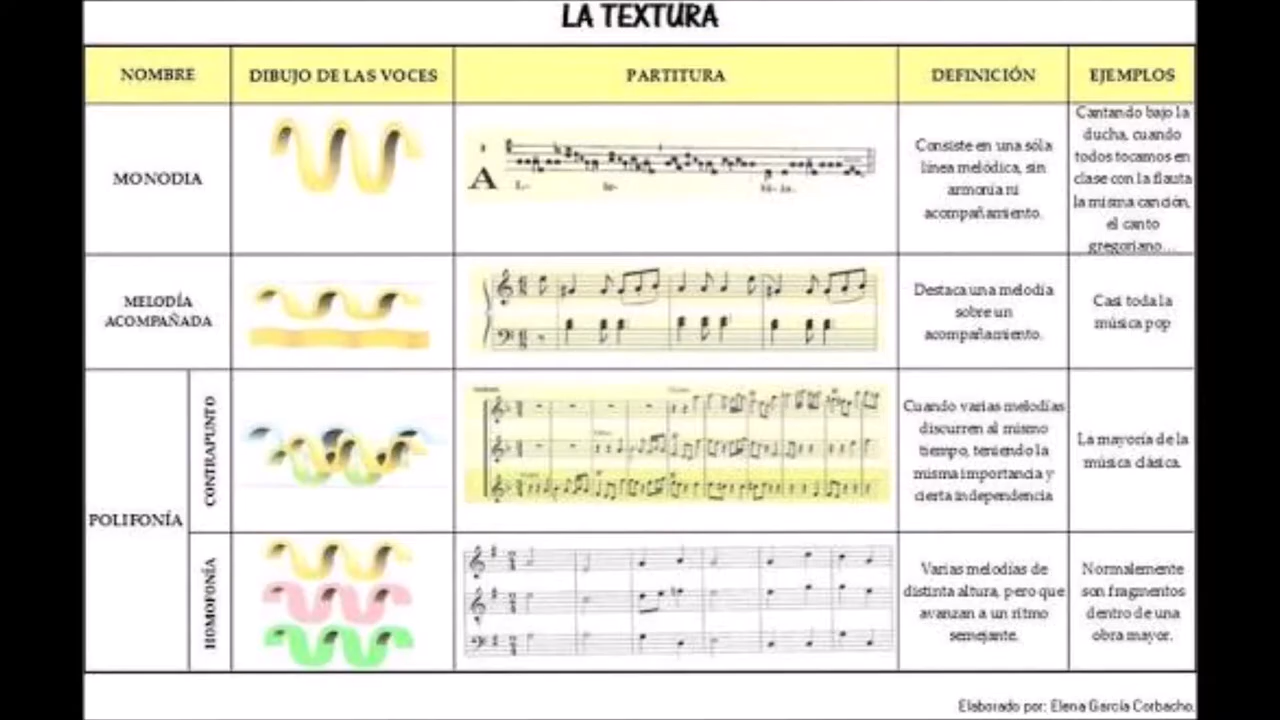 LA TEXTURA
NOMBRE
DIBUJO DE LAS VOCES
PARTITURA
DEFINICIÓN
EJEMPLOS
MONODIA
A
Consiste en una sóla
línea melódica, sin
armonía ni
acompañamiento.
Cantando bajo la
ducha, cuando
todos tocamos en
clase con la flauta
la misma canción,
el canto
gregoriano...
MELODÍA
ACOMPAÑADA
Destaca una melodía
sobre un
acompañamiento.
Casi toda la
música pop
POLIFONÍA
CONTRAPUNTO
Cuando varias melodías
discurren al mismo
tiempo, teniendo la
misma importancia y
cierta independencia
La mayoría de la
música clásica.
HOMOFONÍA
Varias melodías de
distinta altura, pero que
avanzan a un ritmo
semejante.
Normalmente
son fragmentos
dentro de una
obra mayor.
Elaborado por: Elena García Corbacho.